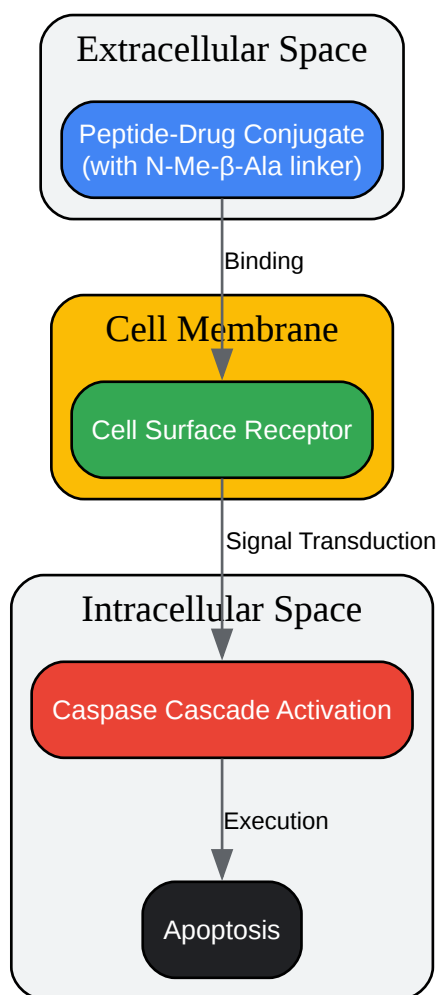 Extracellular Space
Peptide-Drug Conjugate
(with N-Me-β-Ala linker)
Binding
Cell Membrane
Cell Surface Receptor
Signal Transduction
Intracellular Space
Caspase Cascade Activation
Execution
Apoptosis